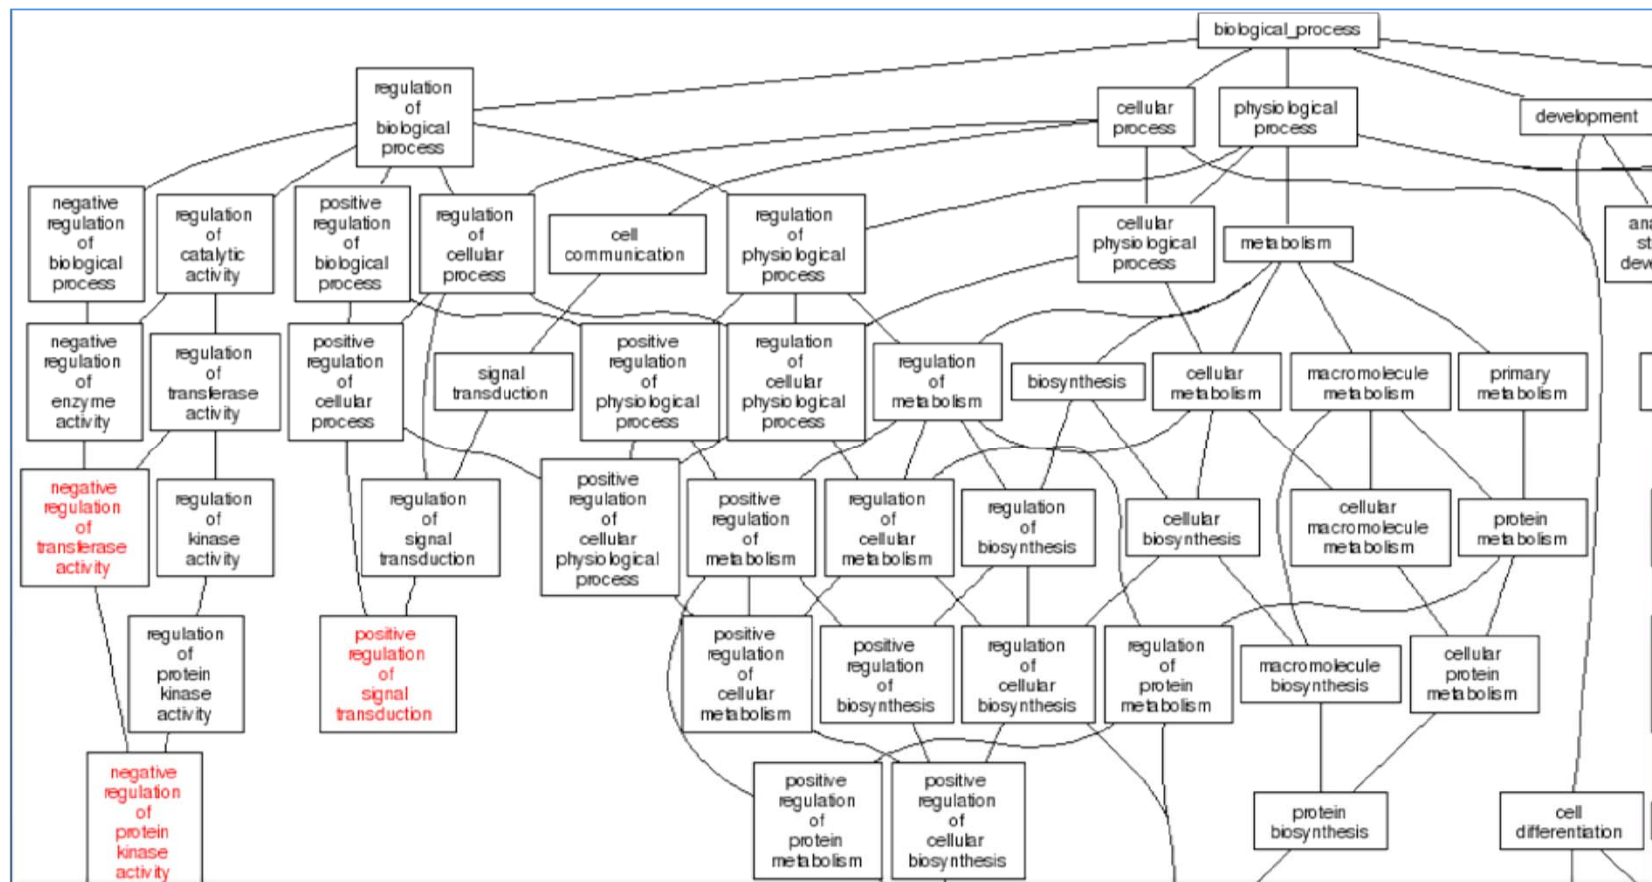 biological_process
regulation
of
biological
process
cellular
process
physiological
process
development
negative
regulation
of
biological
process
regulation
of
catalytic
activity
positive
regulation
of
biological
process
regulation
of
cellular
process
cell
communication
regulation
of
physiological
process
cellular
physiological
process
metabolism
ana
st
deve
negative
regulation
of
enzyme
activity
regulation
of
transferase
activity
positive
regulation
of
cellular
process
signal
transduction
positive
regulation
of
physiological
process
regulation
of
cellular
physiological
process
regulation
of
metabolism
biosynthesis
cellular
metabolism
macromolecule
metabolism
primary
metabolism
negative
regulation
of
transferase
activity
regulation
of
kinase
activity
regulation
of
signal
transduction
positive
regulation
of
cellular
physiological
process
positive
regulation
of
metabolism
regulation
of
cellular
metabolism
regulation
of
biosynthesis
cellular
biosynthesis
cellular
macromolecule
metabolism
protein
metabolism
regulation
of
protein
kinase
activity
positive
regulation
of
signal
transduction
positive
regulation
of
cellular
metabolism
positive
regulation
of
biosynthesis
regulation
of
cellular
biosynthesis
regulation
of
protein
metabolism
macromolecule
biosynthesis
cellular
protein
metabolism
negative
regulation
of
protein
kinase
activity
positive
regulation
of
protein
metabolism
positive
regulation
of
cellular
biosynthesis
protein
biosynthesis
cell
differentiation